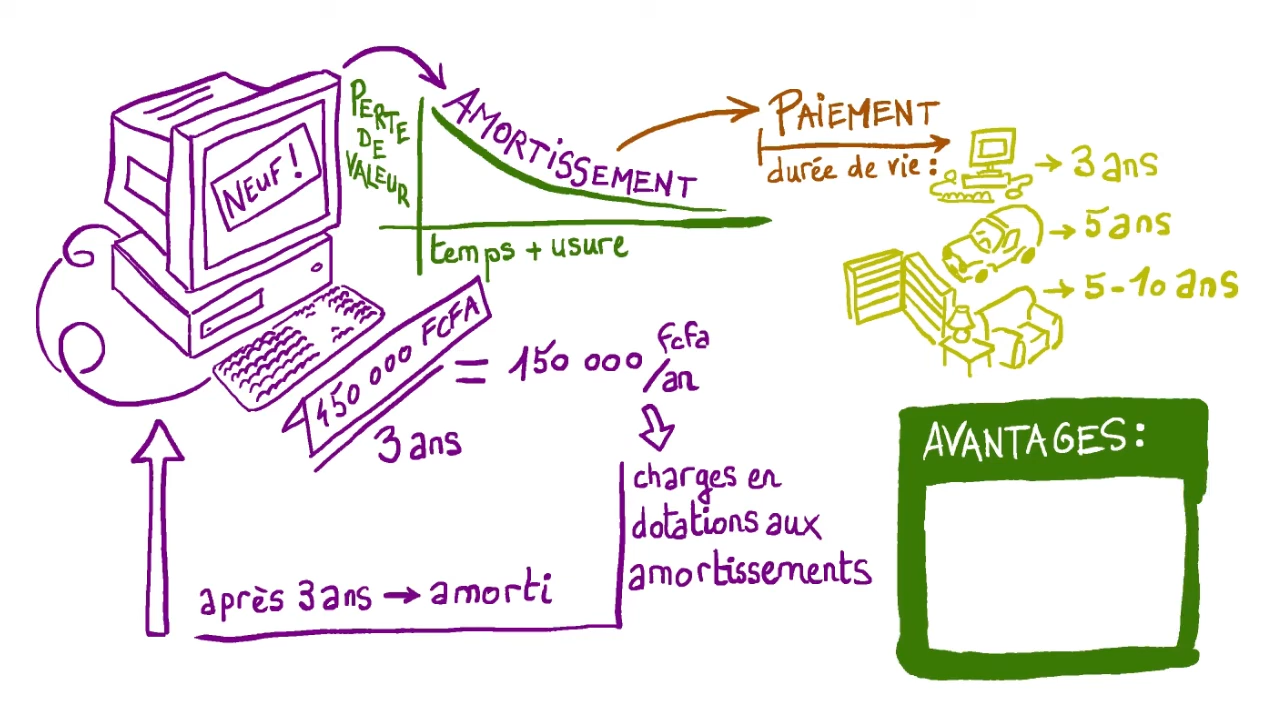 NEUF !
PERTE
DE
VALEUR
AMORTISSEMENT
temps + usure
PAIEMENT
durée de vie :
→ 3 ans
→ 5 ans
→ 5-10 ans
450 000 FCFA
3 ans
= 150 000 fcfa
/an
charges en
dotations aux
amortissements
après 3 ans → amorti
AVANTAGES :